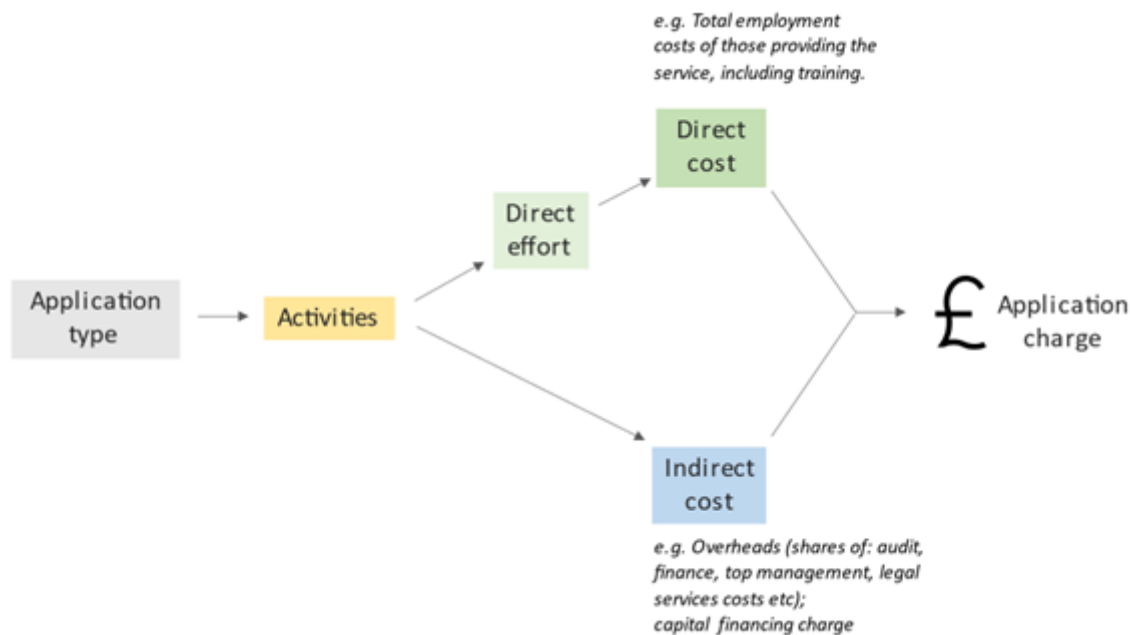 e.g. Total employment
costs of those providing the
service, including training.
Direct
cost
Direct
effort
Application
type
Activities
£
Application
charge
Indirect
cost
e.g. Overheads (shares of: audit,
finance, top management, legal
services costs etc);
capital financing charge